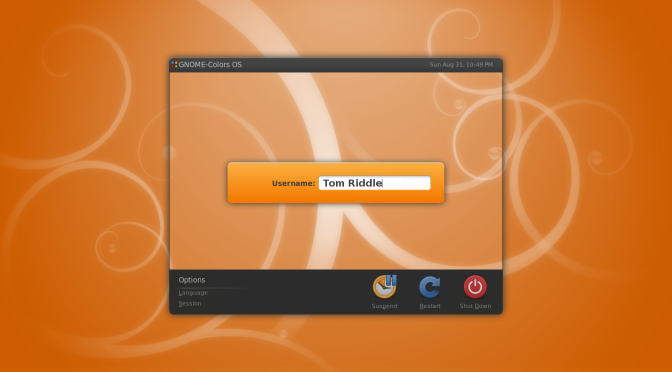 GNOME-Colors OS
Sun Aug 31, 10:49 PM
Username: Tom Riddle
Options
Language
Session
Suspend Restart Shut Down